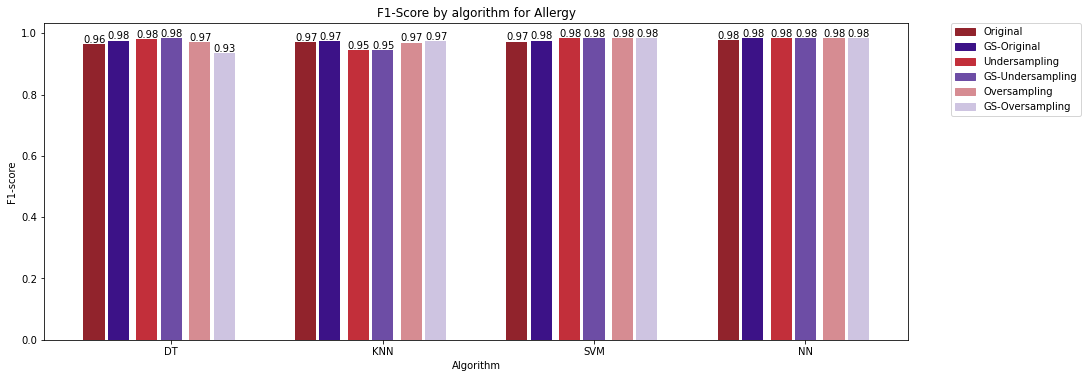 F1-Score by algorithm for Allergy
F1-score
1.0
0.8
0.6
0.4
0.2
0.0
0.96 0.98 0.98 0.98 0.97 0.93
0.97 0.97 0.95 0.95 0.97 0.97
0.97 0.98 0.98 0.98 0.98 0.98
0.98 0.98 0.98 0.98 0.98 0.98
DT KNN SVM NN
Algorithm
Original
GS-Original
Undersampling
GS-Undersampling
Oversampling
GS-Oversampling